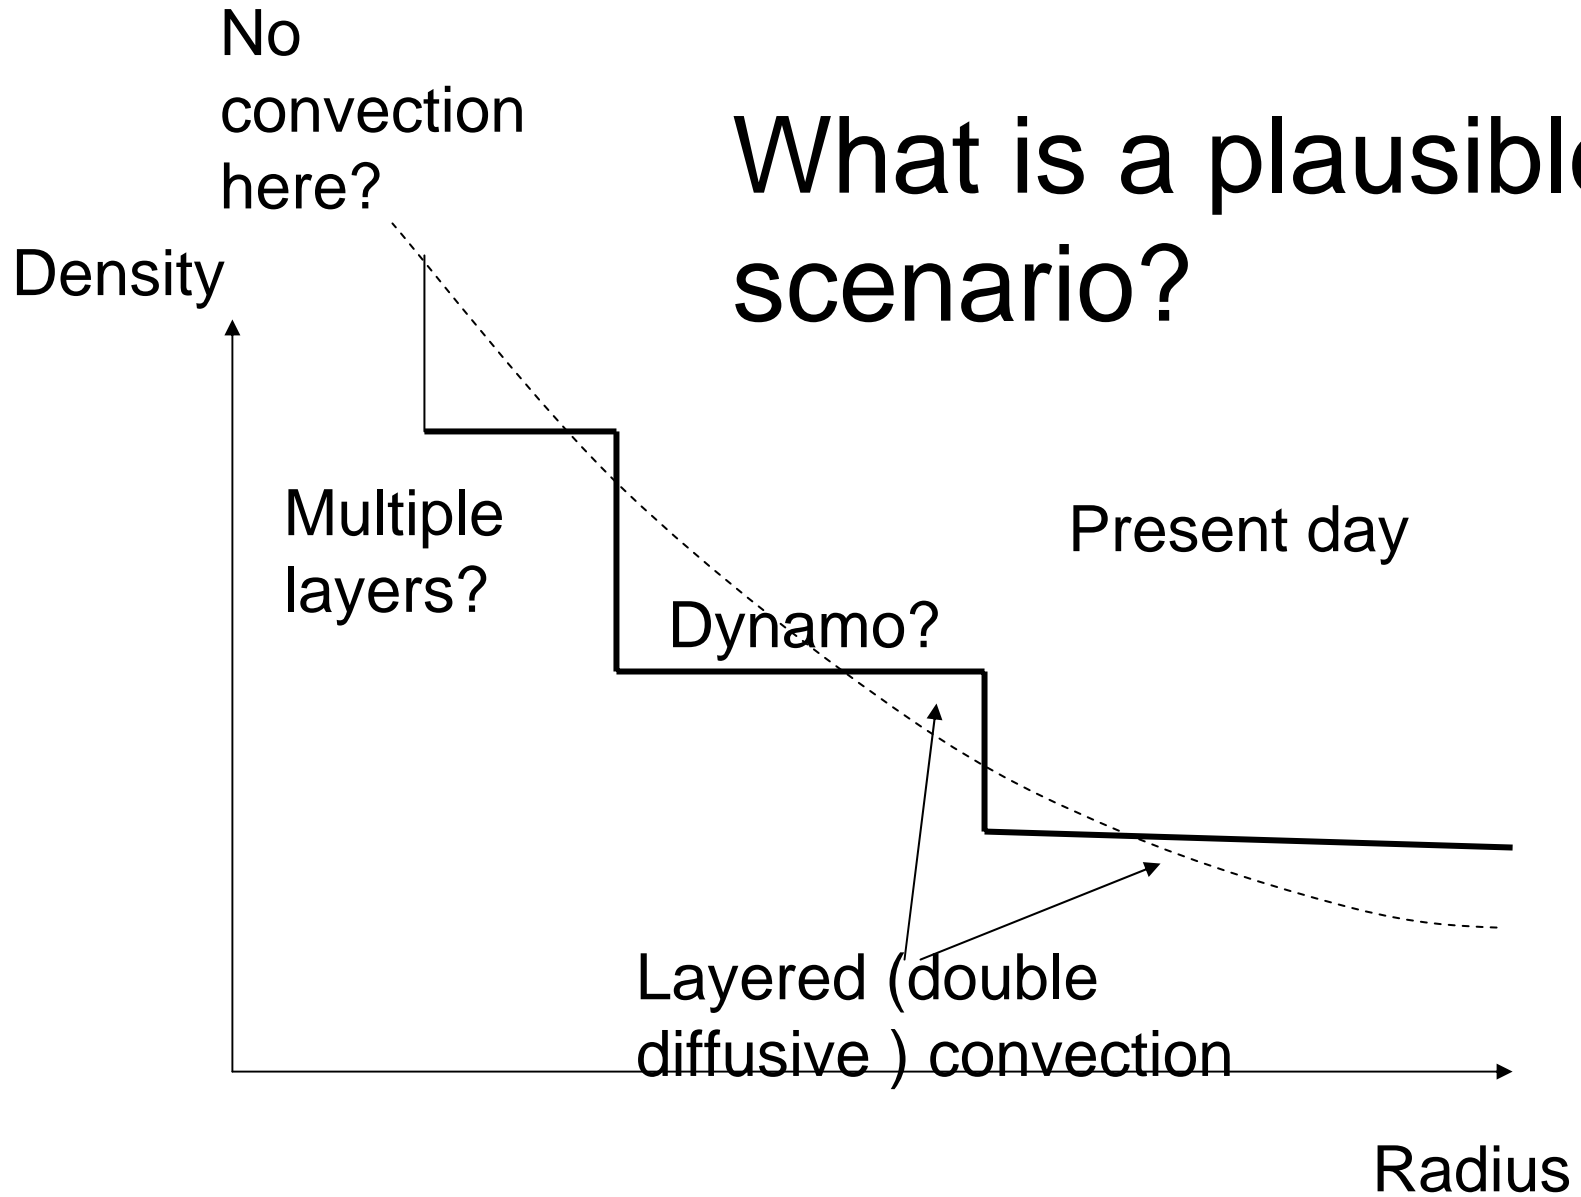 No
convection
here?
What is a plausible
scenario?
Density
Multiple
layers?
Present day
Dynamo?
Layered (double
diffusive ) convection
Radius